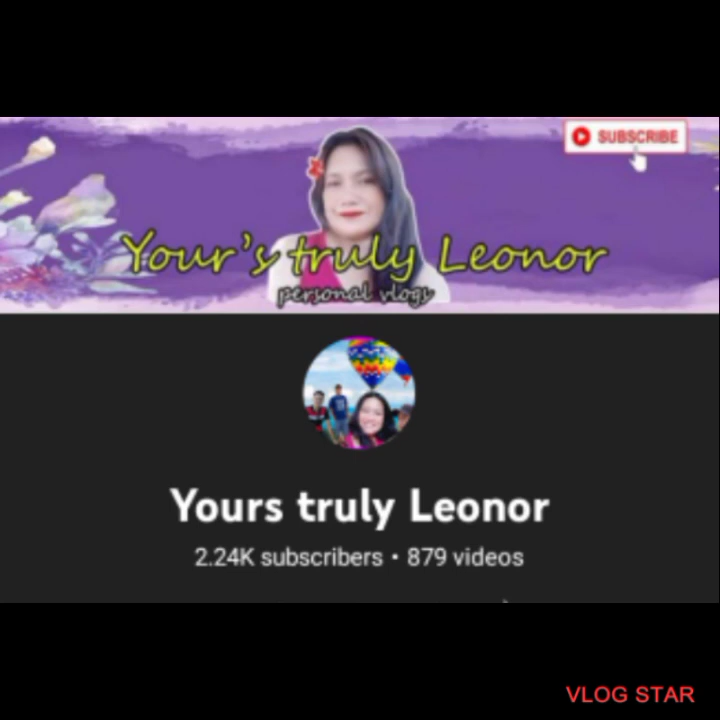 SUBSCRIBE
Your's truly Leonor
personal vlogs
Yours truly Leonor
2.24K subscribers • 879 videos
VLOG STAR